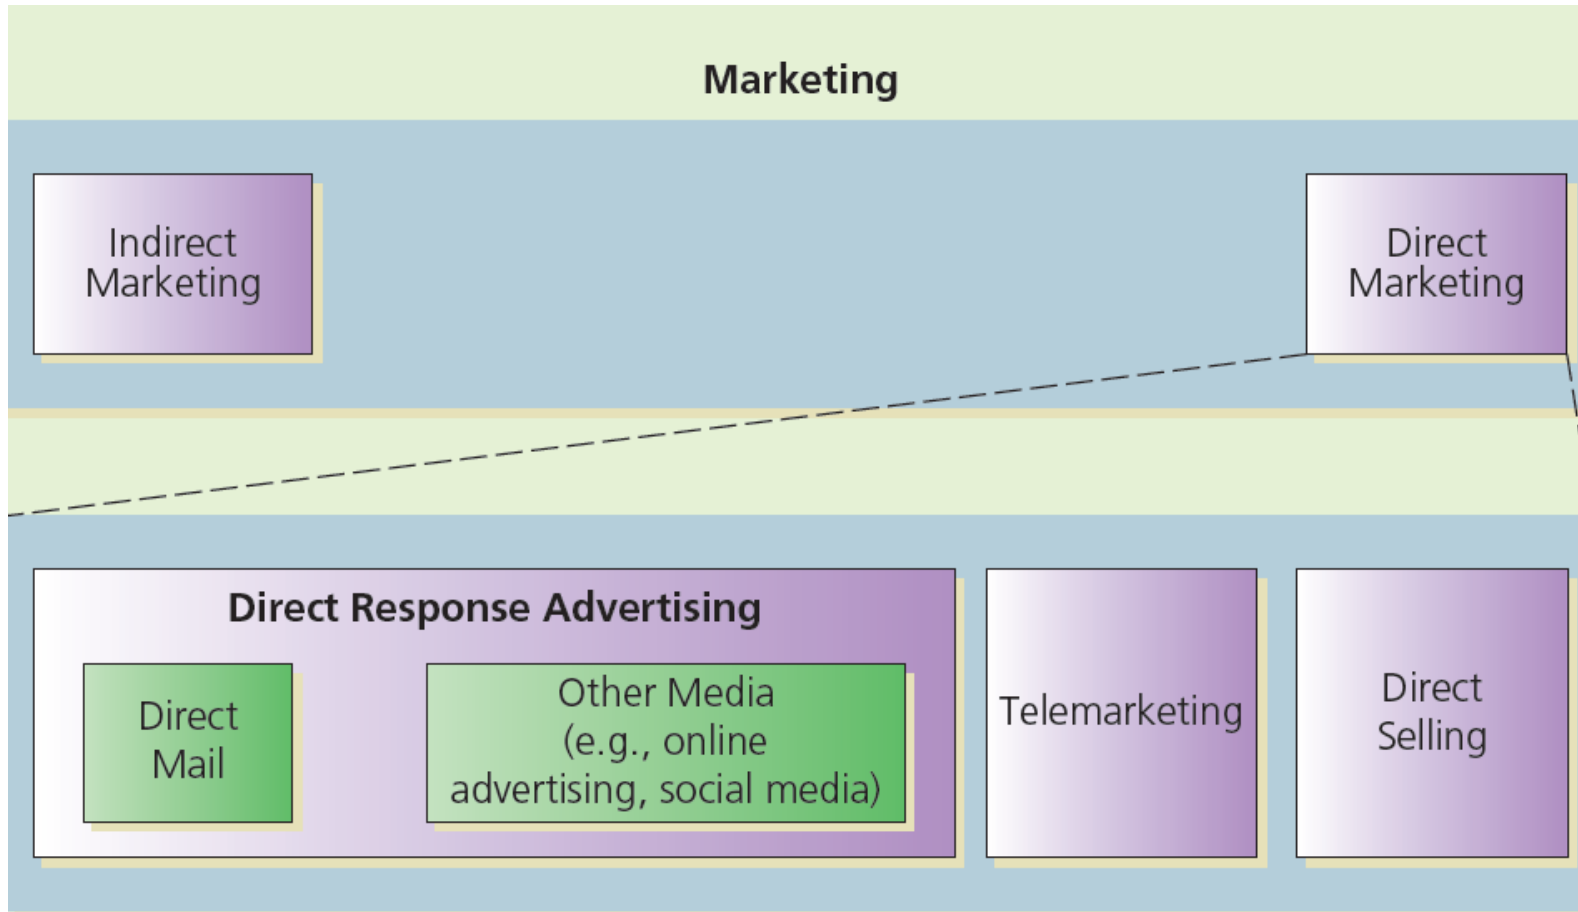 Marketing
Indirect
Marketing
Direct
Marketing
Direct Response Advertising
Direct
Mail
Other Media
(e.g., online
advertising, social media)
Telemarketing
Direct
Selling